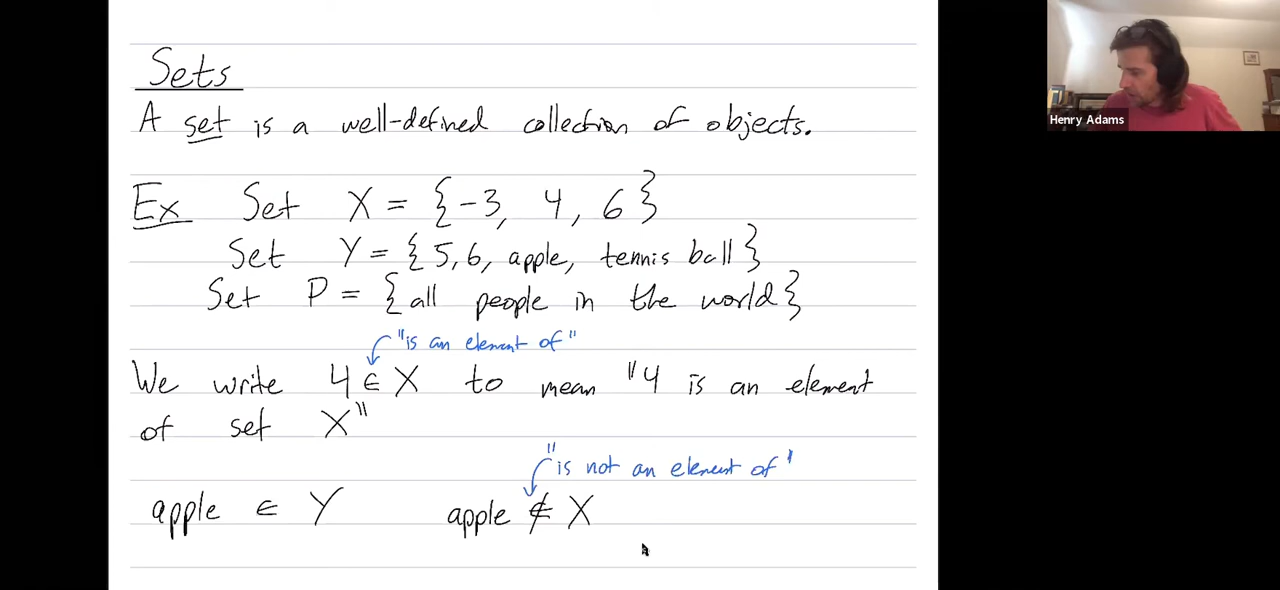 Sets
A set is a well-defined collection of objects.
Ex Set X = {-3, 4, 6}
Set Y = {5, 6, apple, tennis ball}
Set P = {all people in the world}
"is an element of"
We write 4 ∈ X to mean "4 is an element
of set X"
"is not an element of"
apple ∈ Y apple ∉ X
Henry Adams